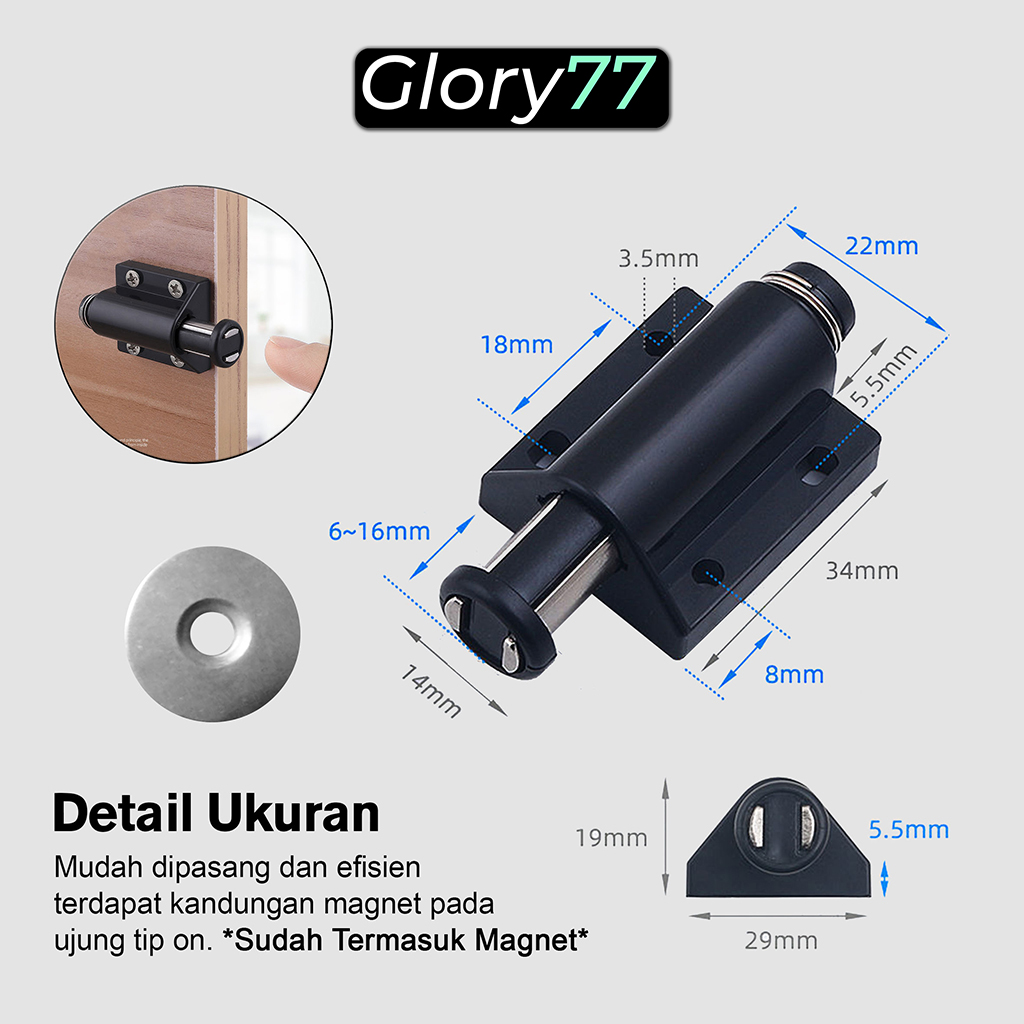 Glory77
3.5mm
22mm
18mm
5.5mm
6~16mm
34mm
14mm
8mm
Detail Ukuran
Mudah dipasang dan efisien
terdapat kandungan magnet pada
ujung tip on. *Sudah Termasuk Magnet*
19mm
5.5mm
29mm